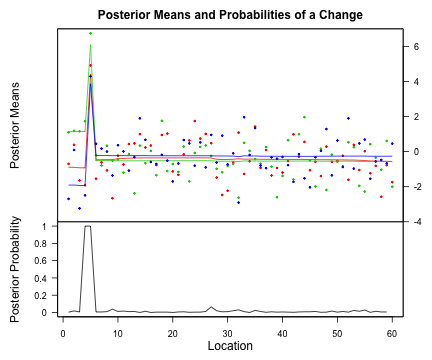 Posterior Means and Probabilities of a Change
Posterior Means
6
4
2
0
-2
-4
Posterior Probability
1
0.8
0.6
0.4
0.2
0
0 10 20 30 40 50 60
Location